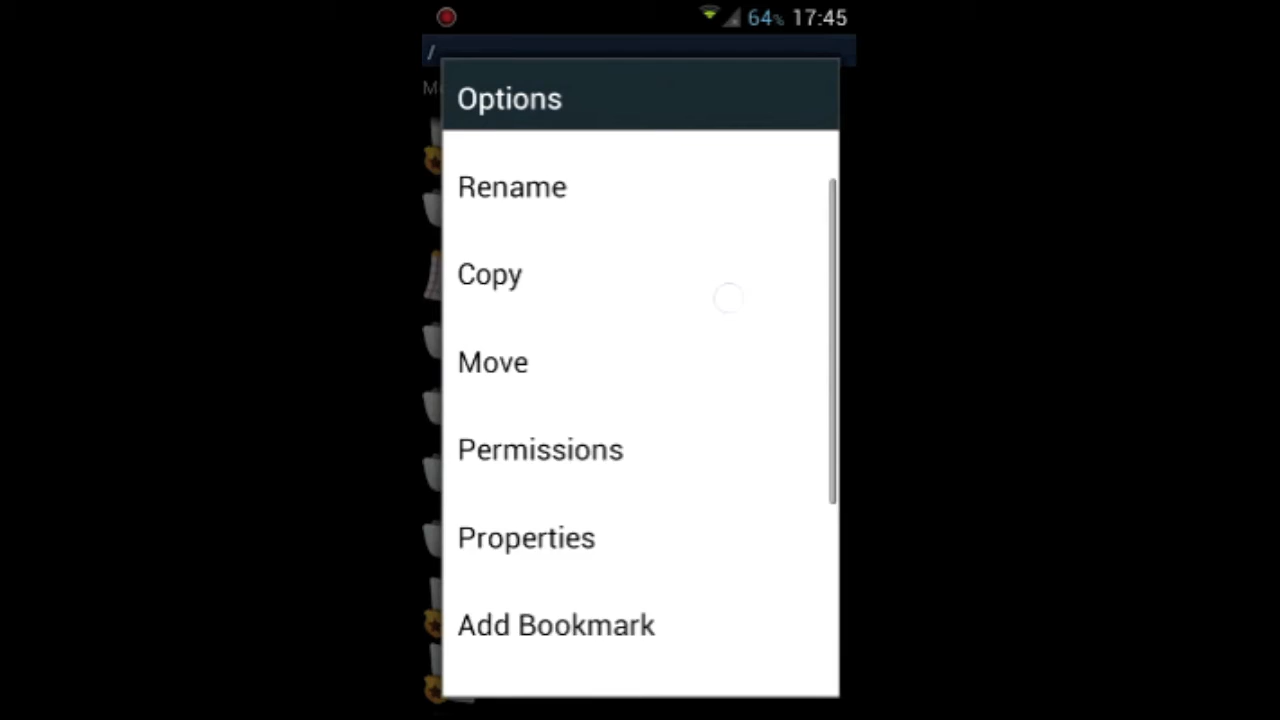 64% 17:45
/
Options
Rename
Copy
Move
Permissions
Properties
Add Bookmark